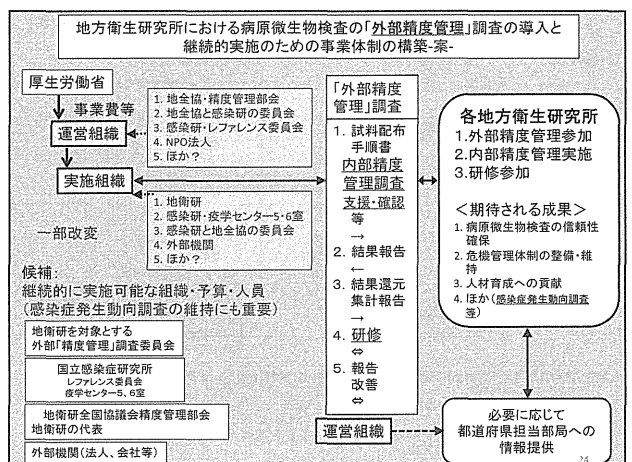 地方衛生研究所における病原微生物検査の「外部精度管理」調査の導入と
継続的実施のための事業体制の構築-案-
厚生労働省
事業費等
運営組織
実施組織
1. 地全協・精度管理部会
2. 地全協と感染研の委員会
3. 感染研・レファレンス委員会
4. NPO法人
5. ほか？
1. 地衛研
2. 感染研・疫学センター5・6室
3. 感染研と地全協の委員会
4. 外部機関
5. ほか？
一部改変
候補:
継続的に実施可能な組織・予算・人員
(感染症発生動向調査の維持にも重要)
地衛研を対象とする
外部「精度管理」調査委員会
国立感染症研究所
レファレンス委員会
疫学センター5、6室
地衛研全国協議会精度管理部会
地衛研の代表
外部機関(法人、会社等)
「外部精度
管理」調査
1. 試料配布
手順書
内部精度
管理調査
支援・確認
等
→
2. 結果報告
←
3. 結果還元
集計報告
→
4. 研修
⇔
5. 報告
改善
⇔
運営組織
各地方衛生研究所
1.外部精度管理参加
2.内部精度管理実施
3.研修参加
＜期待される成果＞
1. 病原微生物検査の信頼性
確保
2. 危機管理体制の整備・維
持
3. 人材育成への貢献
4. ほか(感染症発生動向調査
等)
必要に応じて
都道府県担当部局への
情報提供
24